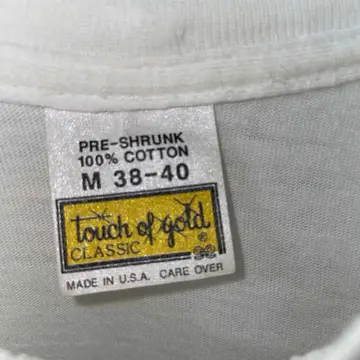 PRE-SHRUNK
100% COTTON
M 38-40
touch of gold
CLASSIC ®
MADE IN U.S.A. CARE OVER